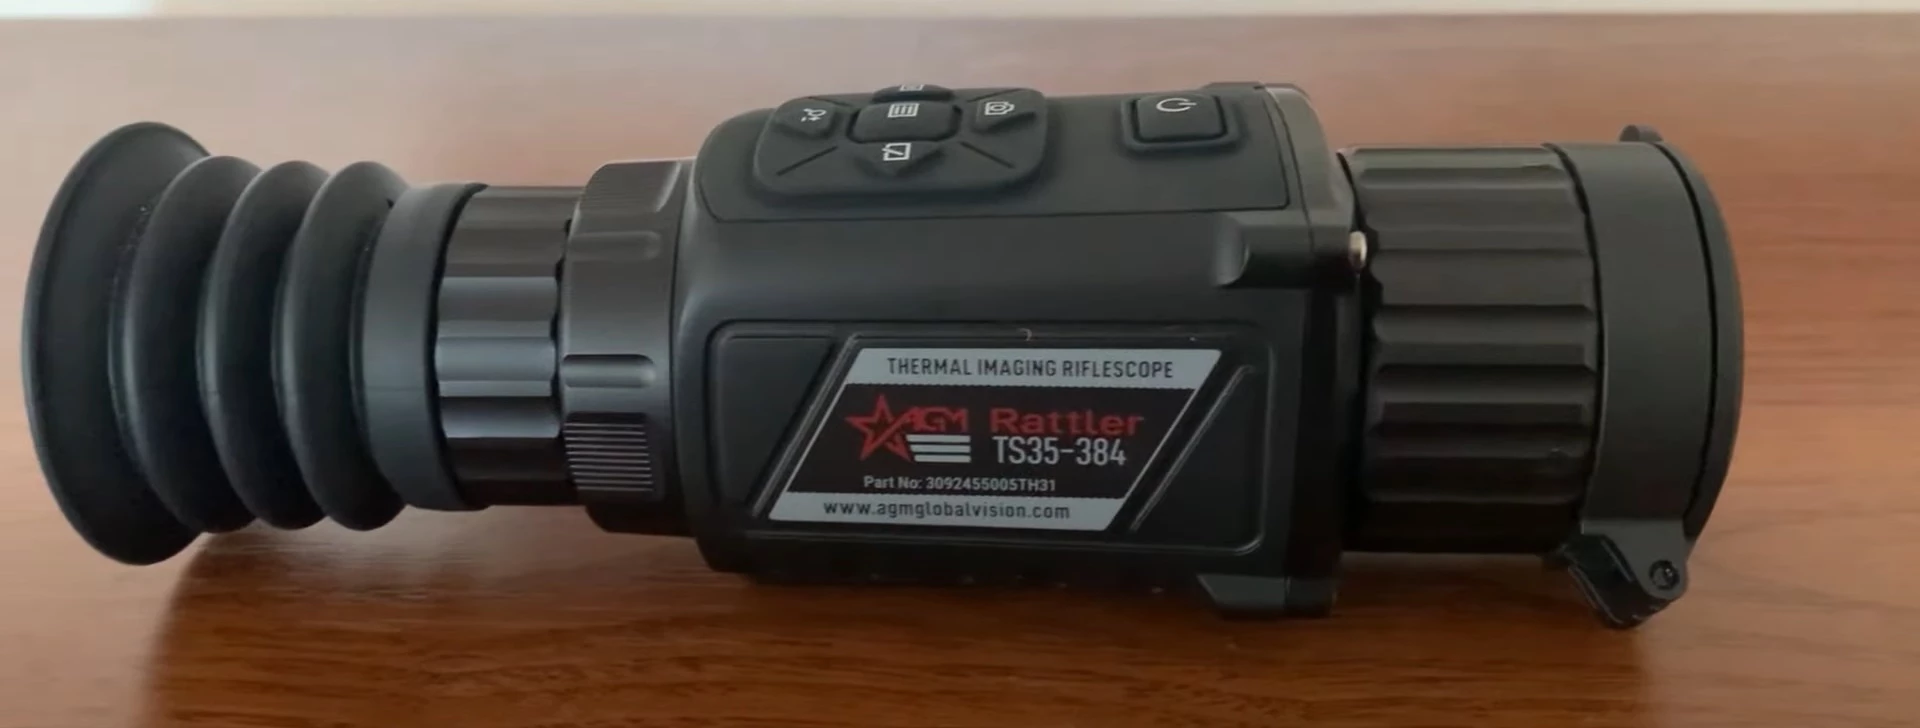 THERMAL IMAGING RIFLESCOPE
AGM Rattler
TS35-384
Part No: 3092455005TH31
www.agmglobalvision.com